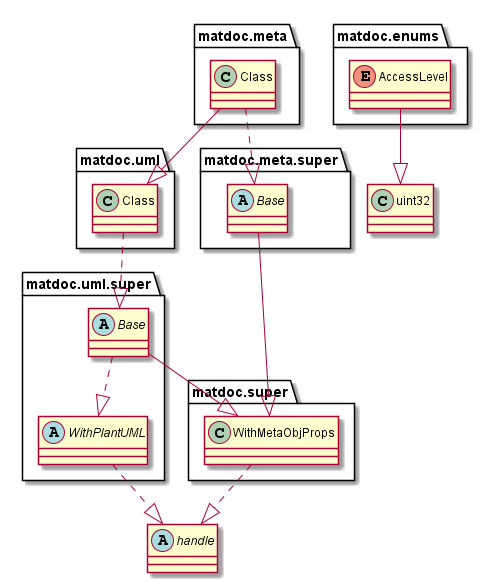 matdoc.meta
matdoc.enums
C Class
E AccessLevel
matdoc.uml
matdoc.meta.super
C Class
A Base
C uint32
matdoc.uml.super
A Base
matdoc.super
A WithPlantUML
C WithMetaObjProps
A handle